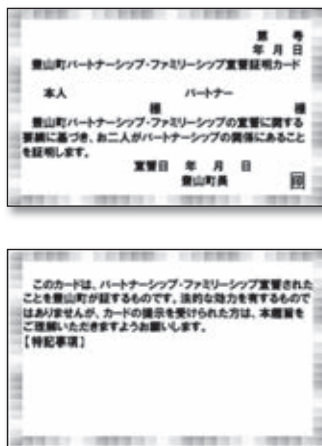 第　号
年 月 日
豊山町パートナーシップ・ファミリーシップ宣誓証明カード
本人　パートナー
様　様
豊山町パートナーシップ・ファミリーシップの宣誓に関する
要綱に基づき、お二人がパートナーシップの関係にあること
を証明します。
宣誓日　年　月　日
豊山町長　印
このカードは、パートナーシップ・ファミリーシップ宣誓された
ことを豊山町が証するものです。法的な効力を有するもので
はありませんが、カードの提示を受けられた方は、本趣旨を
ご理解いただきますようお願いします。
【特記事項】